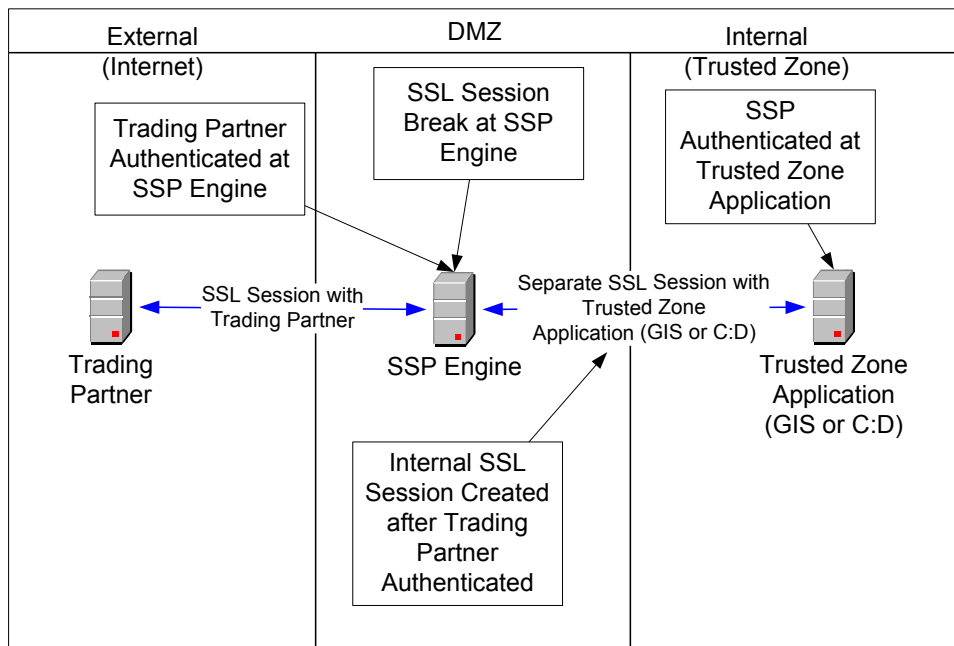 External
(Internet)
DMZ
Internal
(Trusted Zone)
Trading Partner
Authenticated at
SSP Engine
SSL Session
Break at SSP
Engine
SSP
Authenticated at
Trusted Zone
Application
SSL Session with
Trading Partner
Separate SSL Session with
Trusted Zone
Application (GIS or C:D)
Trading
Partner
SSP Engine
Trusted Zone
Application
(GIS or C:D)
Internal SSL
Session Created
after Trading
Partner
Authenticated